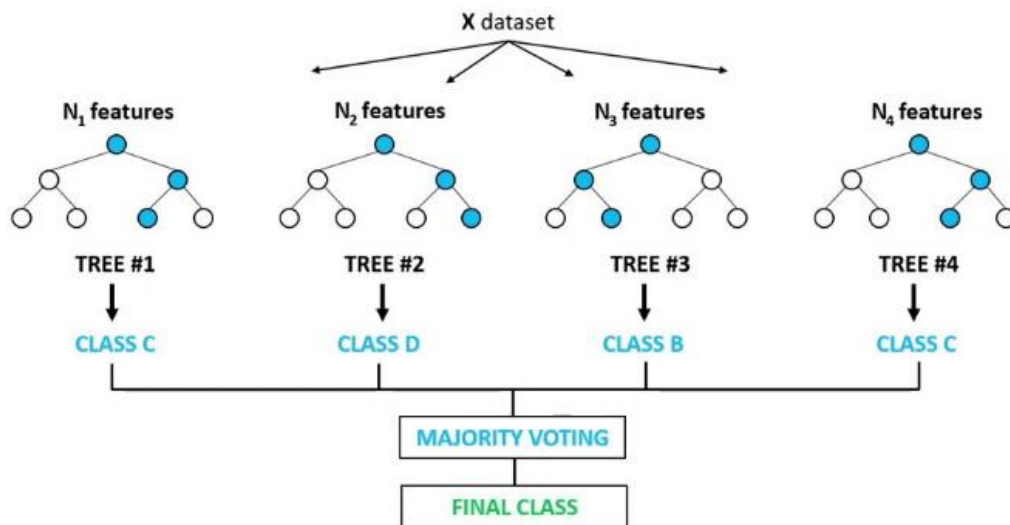 X dataset
N₁ features N₂ features N₃ features N₄ features
TREE #1 TREE #2 TREE #3 TREE #4
CLASS C CLASS D CLASS B CLASS C
MAJORITY VOTING
FINAL CLASS